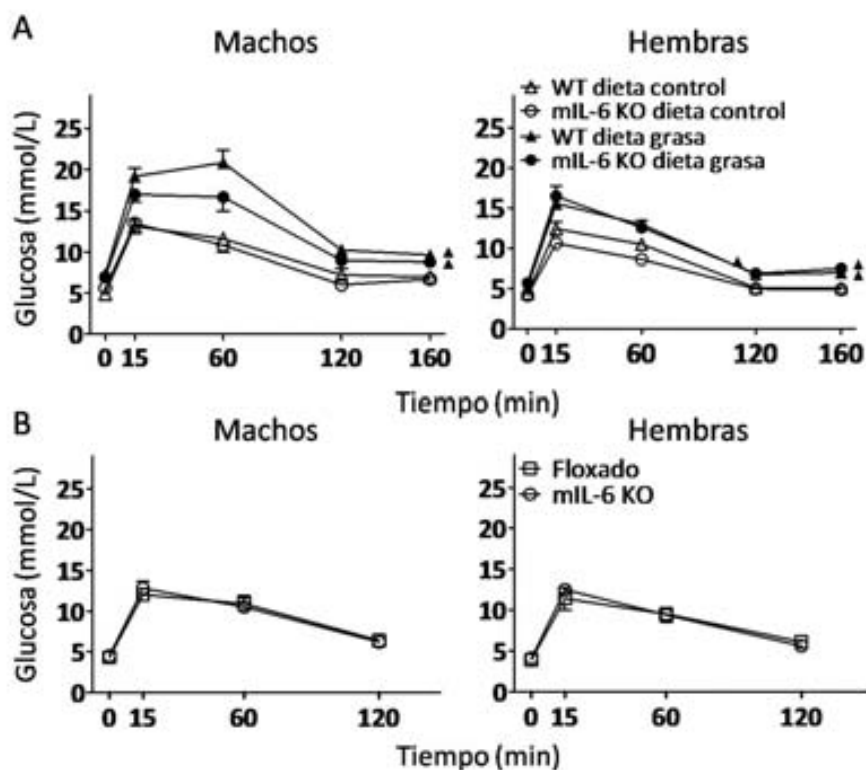 A
Machos
Hembras
WT dieta control
mIL-6 KO dieta control
WT dieta grasa
mIL-6 KO dieta grasa
Glucosa (mmol/L)
25
20
15
10
5
0
0 15 60 120 160
25
20
15
10
5
0
0 15 60 120 160
Tiempo (min)
B
Machos
Hembras
Floxado
mIL-6 KO
Glucosa (mmol/L)
25
20
15
10
5
0
0 15 60 120
25
20
15
10
5
0
0 15 60 120
Tiempo (min)